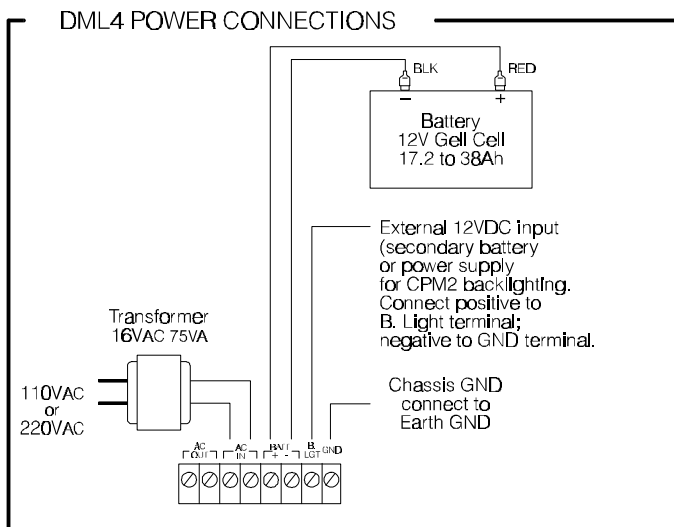 DML4 POWER CONNECTIONS
BLK
RED
– +
Battery
12V Gell Cell
17.2 to 38Ah
External 12VDC input
(secondary battery
or power supply
for CPM2 backlighting.
Connect positive to
B. Light terminal;
negative to GND terminal.
Transformer
16VAC 75VA
110VAC
or
220VAC
Chassis GND
connect to
Earth GND
AC OUT
AC IN
BATT
+ -
B. LGT
GND